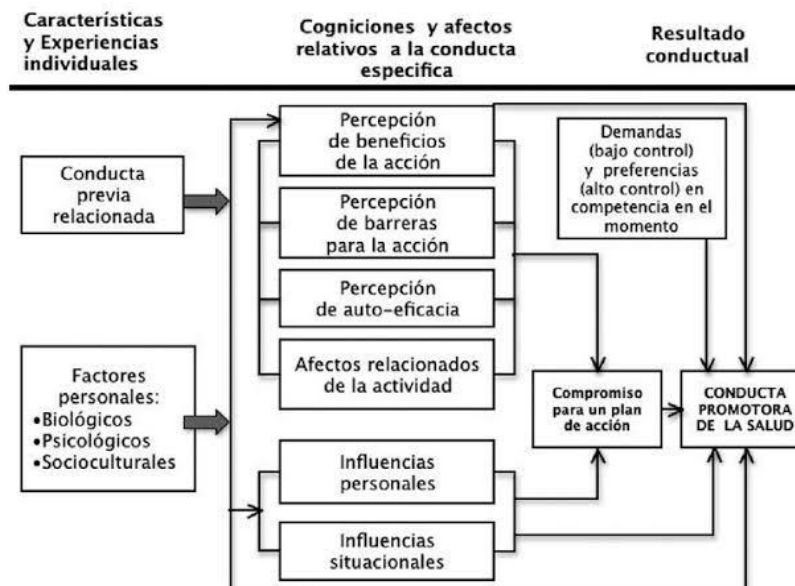 Características
y Experiencias
individuales
Cogniciones y afectos
relativos a la conducta
especifica
Resultado
conductual
Conducta
previa
relacionada
Factores
personales:
•Biológicos
•Psicológicos
•Socioculturales
Percepción
de beneficios
de la acción
Percepción
de barreras
para la acción
Percepción
de auto-eficacia
Afectos relacionados
de la actividad
Influencias
personales
Influencias
situacionales
Demandas
(bajo control)
y preferencias
(alto control) en
competencia en el
momento
Compromiso
para un plan
de acción
CONDUCTA
PROMOTORA
DE LA SALUD